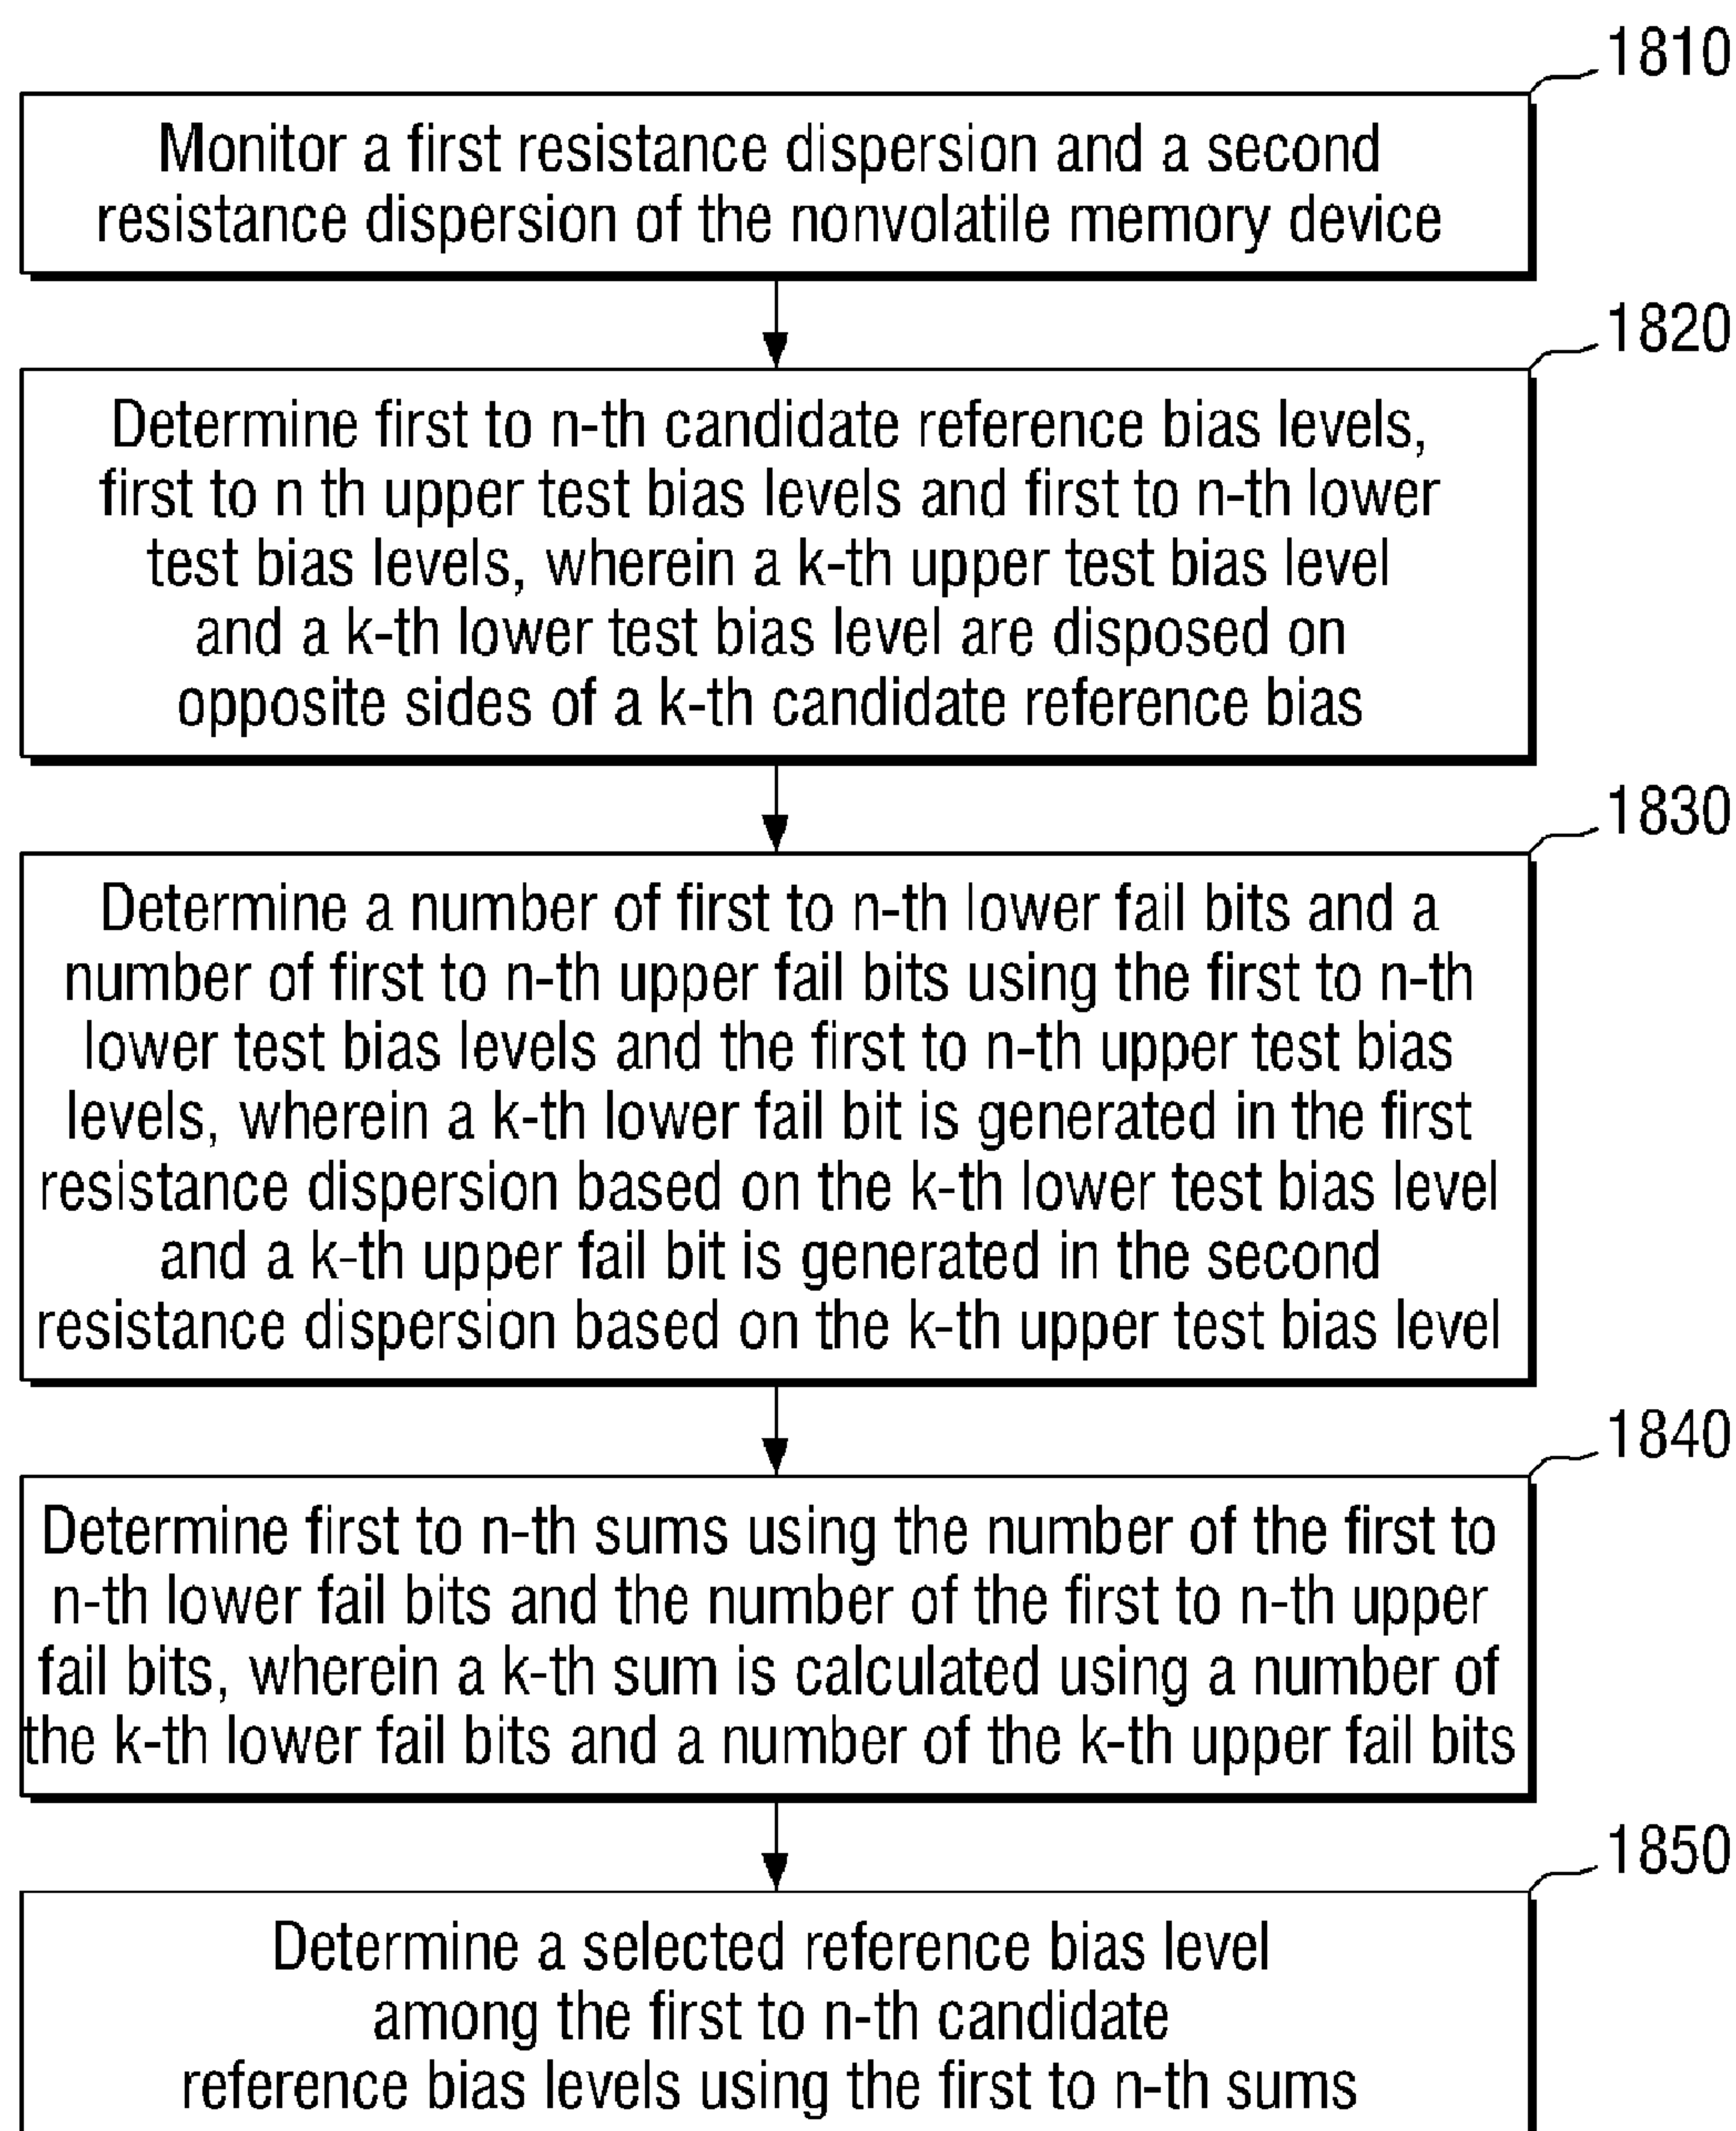 1810
Monitor a first resistance dispersion and a second
resistance dispersion of the nonvolatile memory device
1820
Determine first to n-th candidate reference bias levels,
first to n th upper test bias levels and first to n-th lower
test bias levels, wherein a k-th upper test bias level
and a k-th lower test bias level are disposed on
opposite sides of a k-th candidate reference bias
1830
Determine a number of first to n-th lower fail bits and a
number of first to n-th upper fail bits using the first to n-th
lower test bias levels and the first to n-th upper test bias
levels, wherein a k-th lower fail bit is generated in the first
resistance dispersion based on the k-th lower test bias level
and a k-th upper fail bit is generated in the second
resistance dispersion based on the k-th upper test bias level
1840
Determine first to n-th sums using the number of the first to
n-th lower fail bits and the number of the first to n-th upper
fail bits, wherein a k-th sum is calculated using a number of
the k-th lower fail bits and a number of the k-th upper fail bits
1850
Determine a selected reference bias level
among the first to n-th candidate
reference bias levels using the first to n-th sums